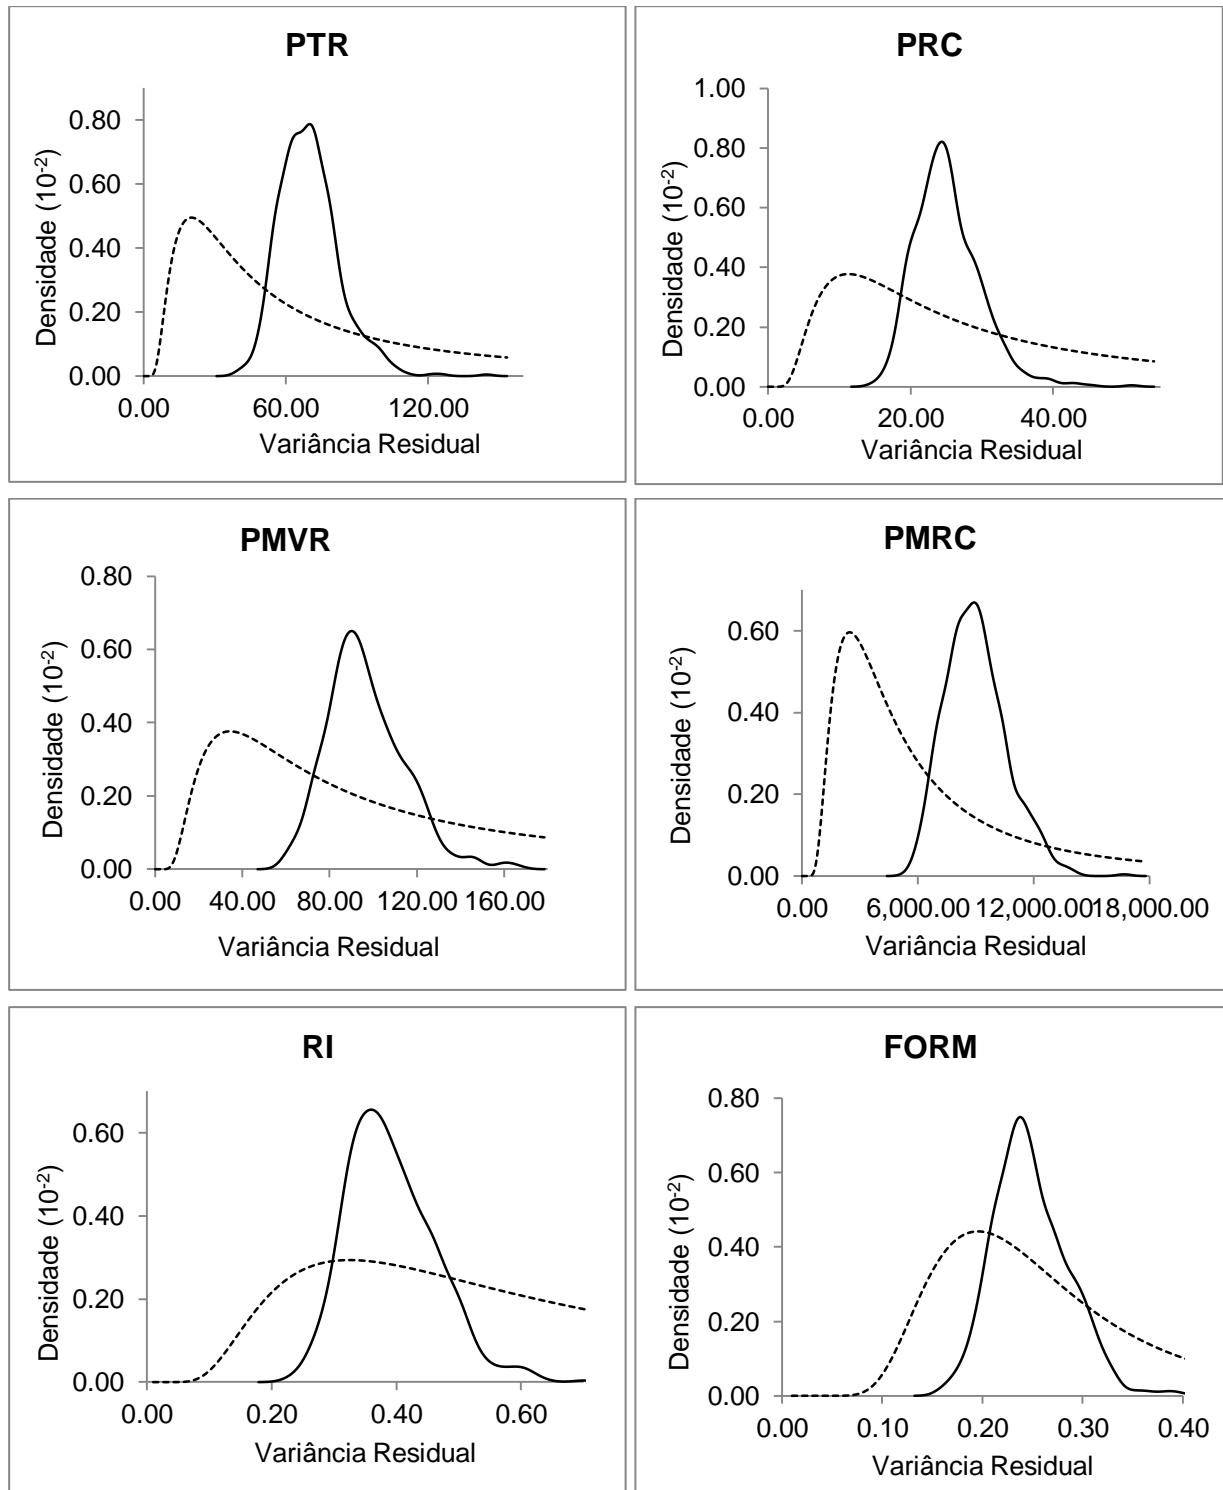 PTR
Densidade (10-2)
0.80
0.60
0.40
0.20
0.00
0.00 60.00 120.00
Variância Residual
PRC
Densidade (10-2)
1.00
0.80
0.60
0.40
0.20
0.00
0.00 20.00 40.00
Variância Residual
PMVR
Densidade (10-2)
0.80
0.60
0.40
0.20
0.00
0.00 40.00 80.00 120.00 160.00
Variância Residual
PMRC
Densidade (10-2)
0.60
0.40
0.20
0.00
0.00 6,000.00 12,000.00 18,000.00
Variância Residual
RI
Densidade (10-2)
0.60
0.40
0.20
0.00
0.00 0.20 0.40 0.60
Variância Residual
FORM
Densidade (10-2)
0.80
0.60
0.40
0.20
0.00
0.00 0.10 0.20 0.30 0.40
Variância Residual